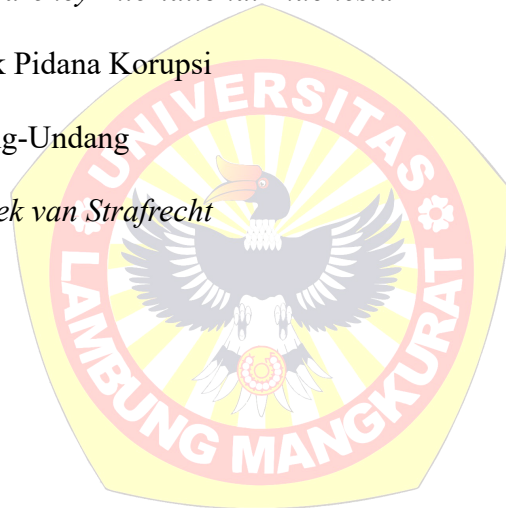 k Pidana Korupsi
g-Undang
ek van Strafrecht
UNIVERSITAS
LAMBUNG MANGKURAT